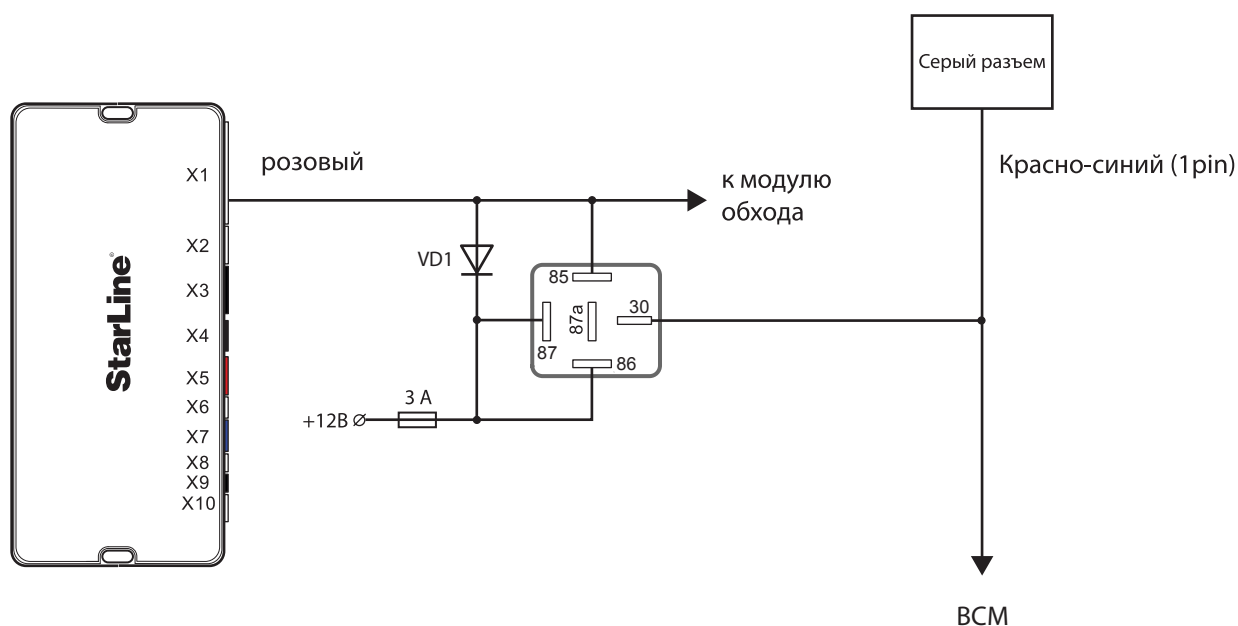 Серый разъем
Красно-синий (1pin)
розовый
к модулю
обхода
X1
X2
X3
X4
X5
X6
X7
X8
X9
X10
StarLine®
VD1
85
30
87a
87
86
3 А
+12В
BCM